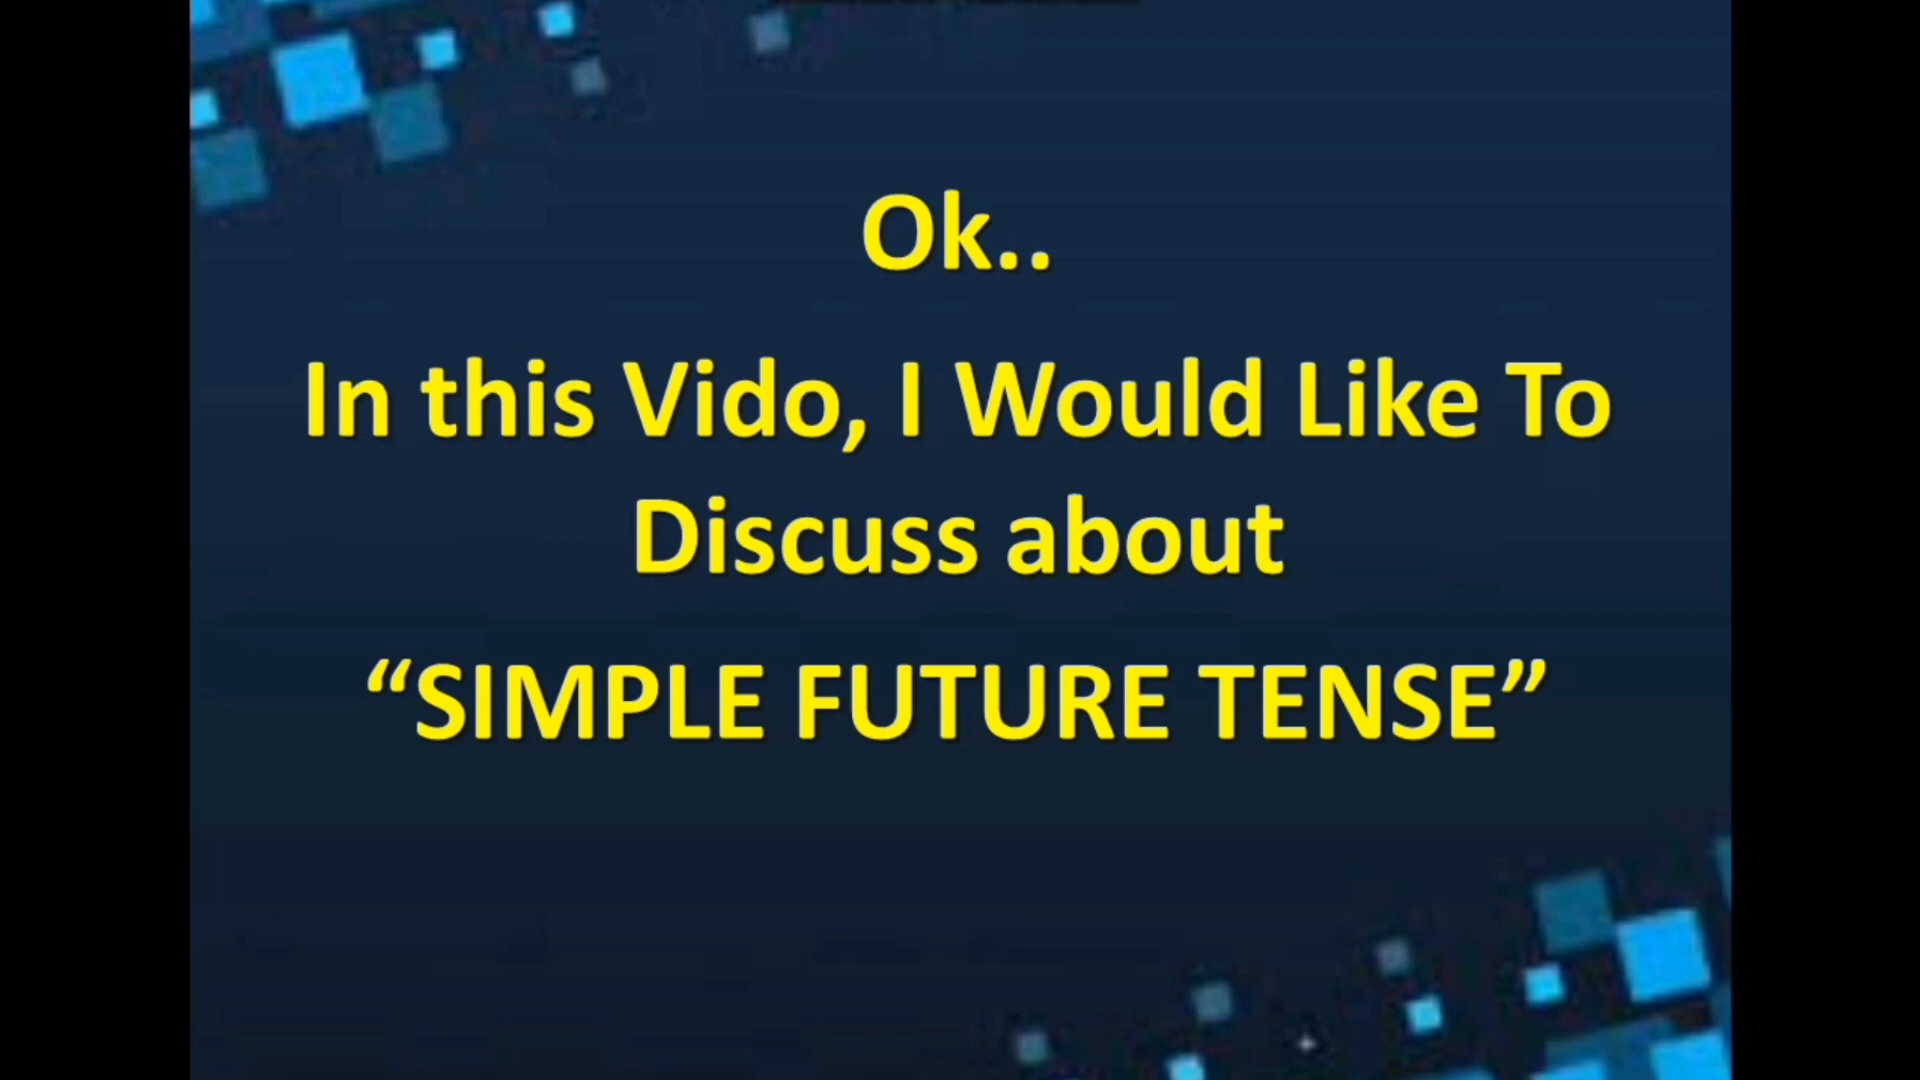 Ok..
In this Vido, I Would Like To
Discuss about
“SIMPLE FUTURE TENSE”